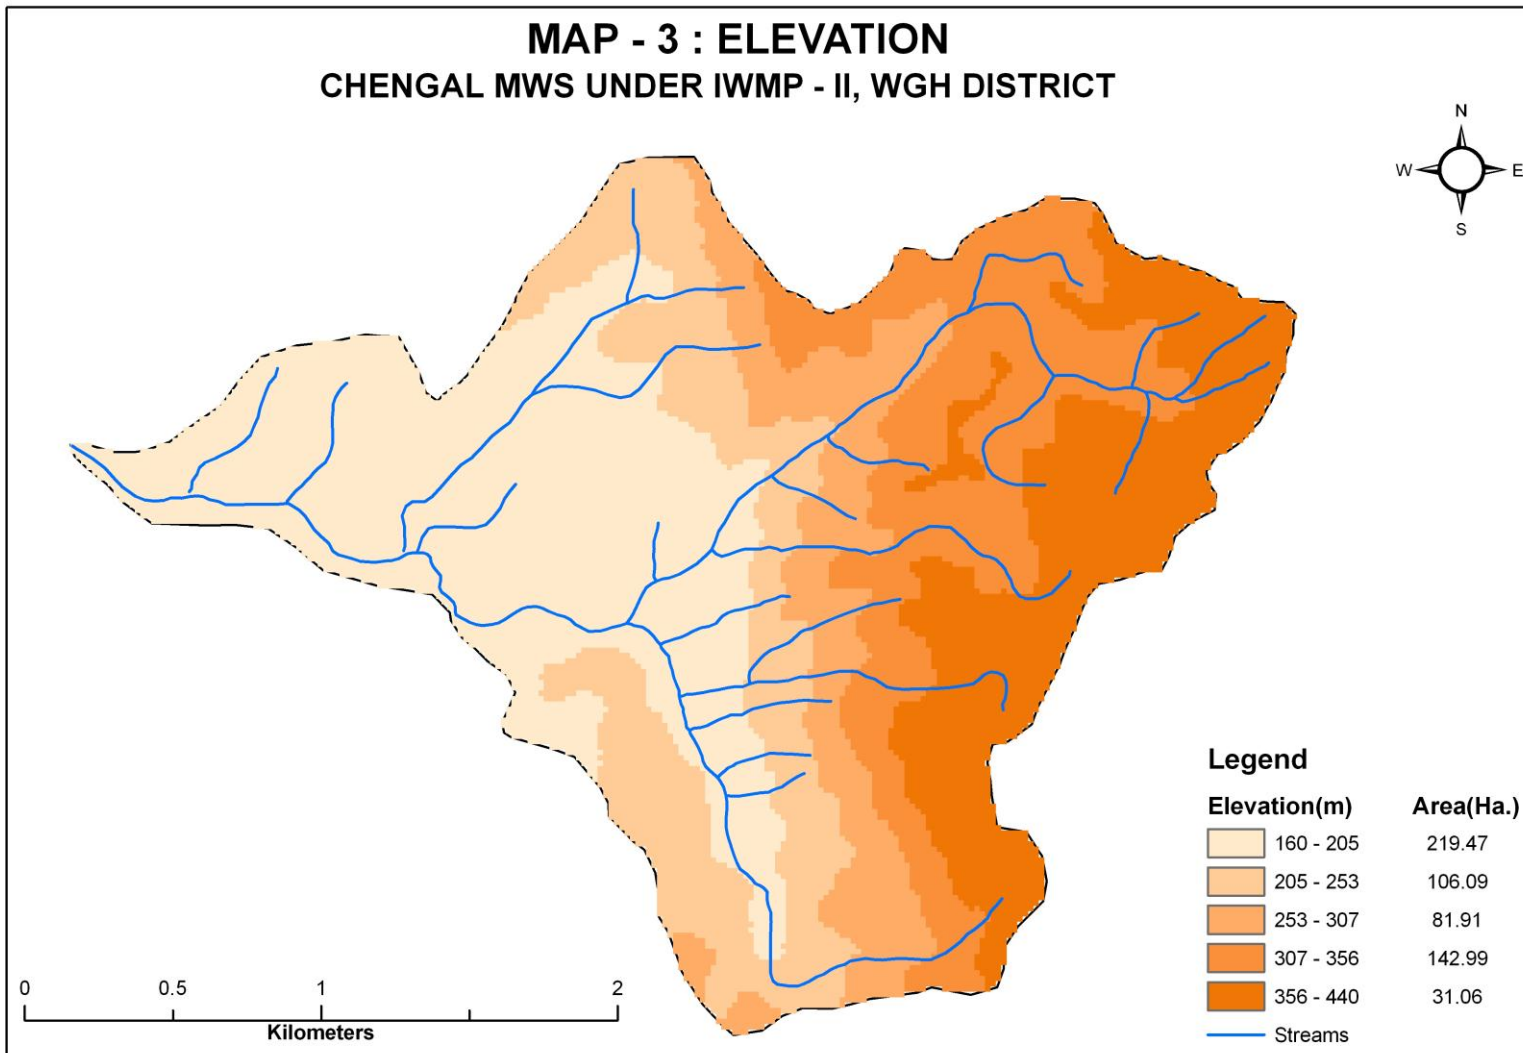 MAP - 3 : ELEVATION
CHENGAL MWS UNDER IWMP - II, WGH DISTRICT
N
W E
S
Legend
Elevation(m) Area(Ha.)
160 - 205 219.47
205 - 253 106.09
253 - 307 81.91
307 - 356 142.99
356 - 440 31.06
Streams
0 0.5 1 2
Kilometers